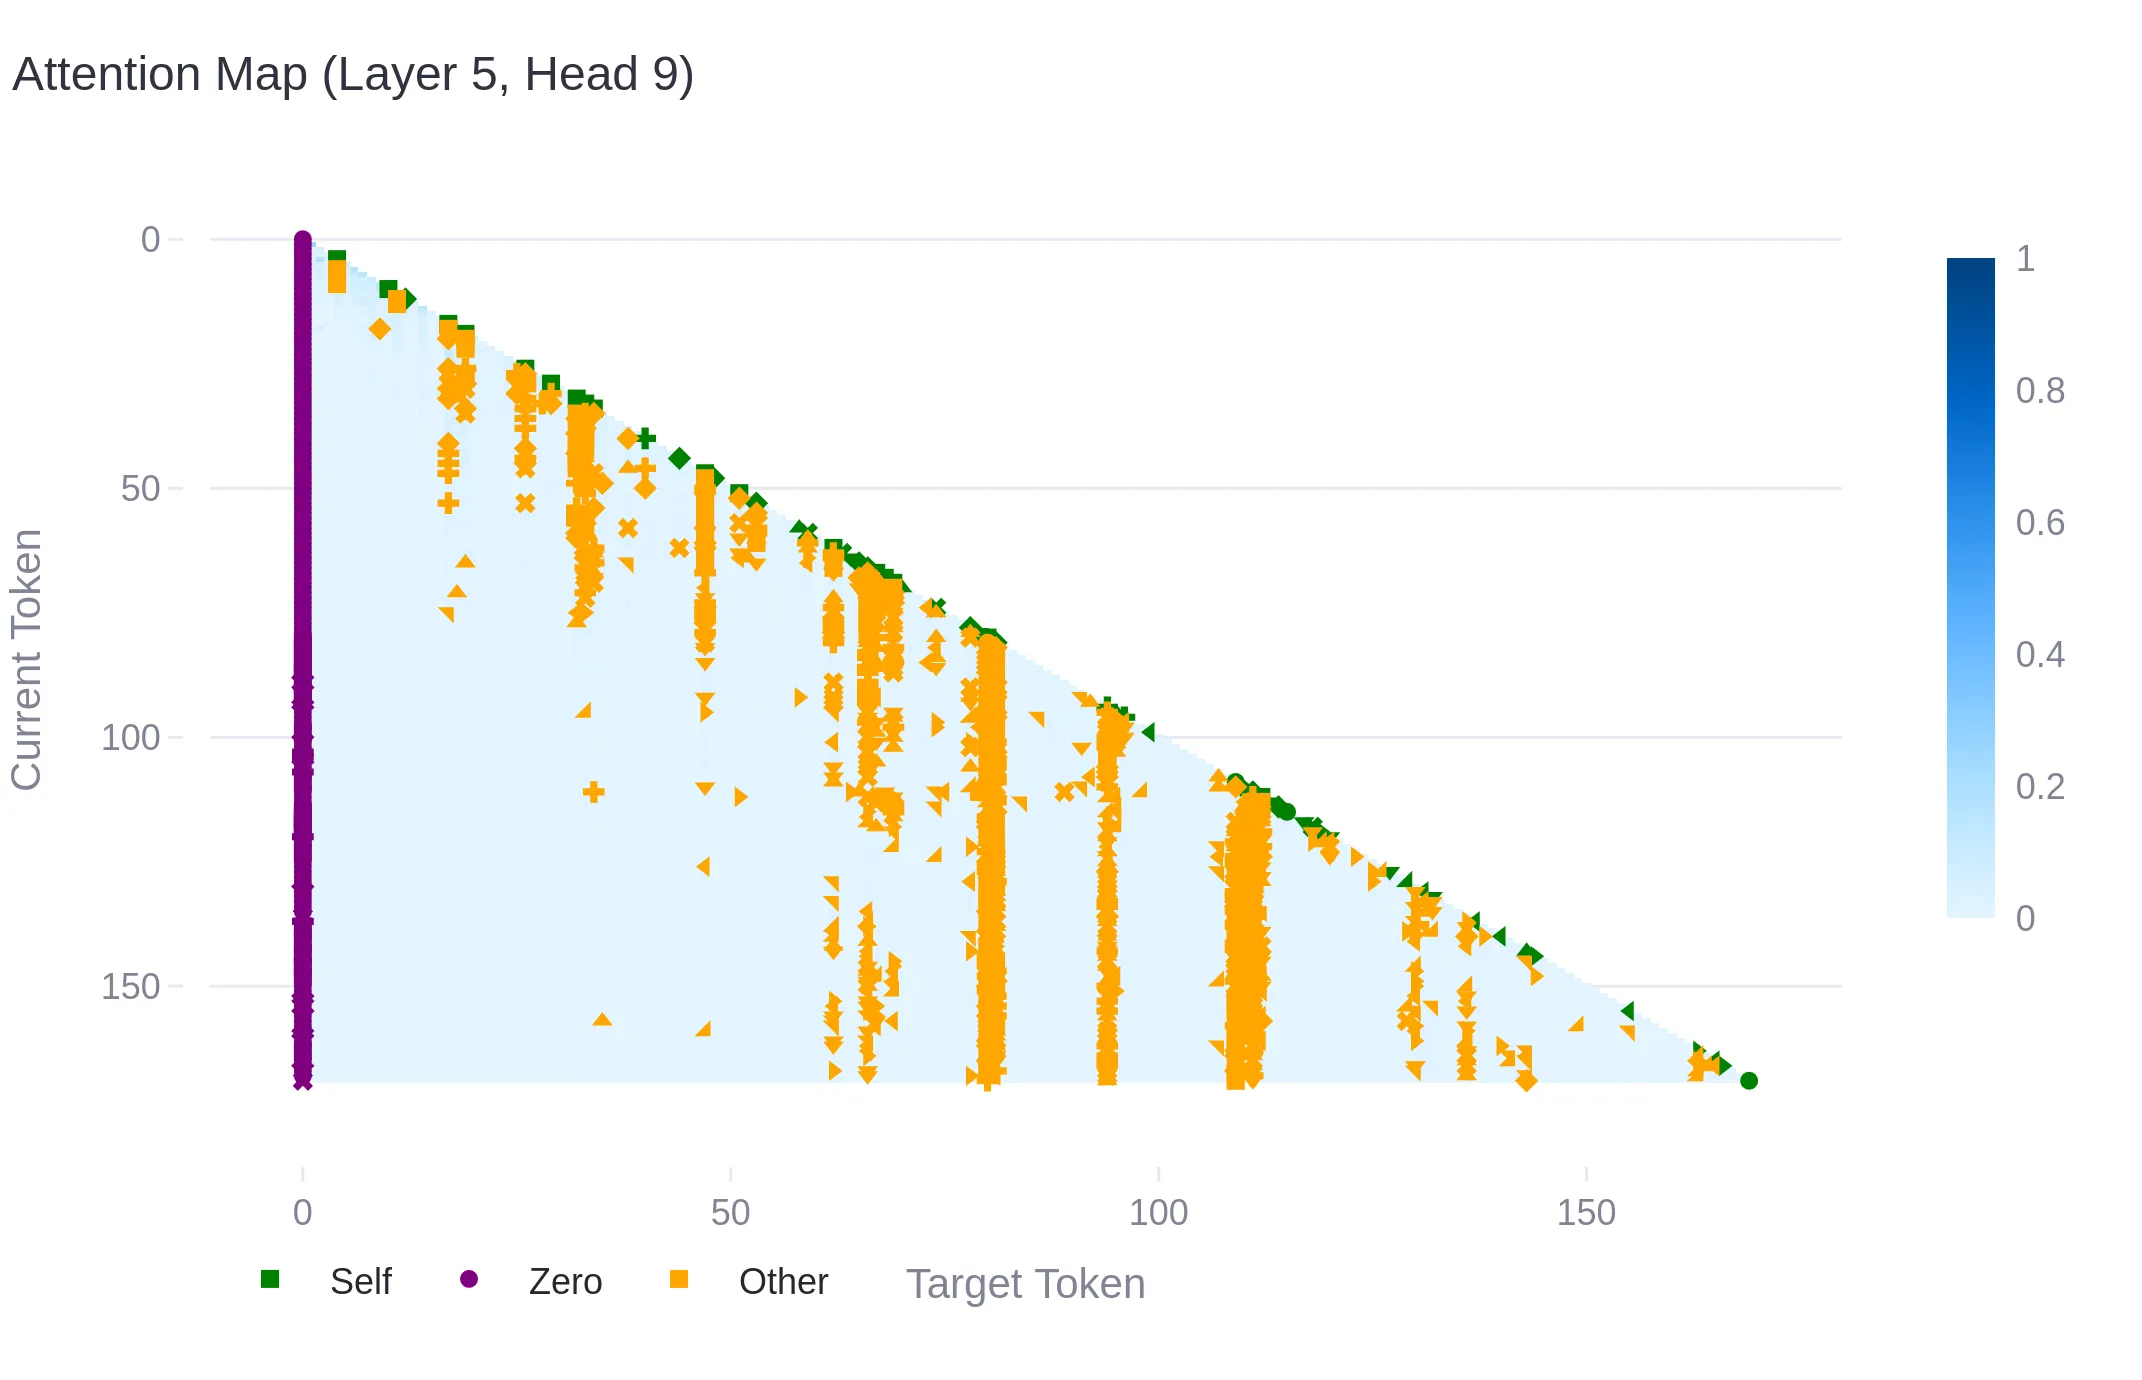 Attention Map (Layer 5, Head 9)
0
50
100
150
Current Token
1
0.8
0.6
0.4
0.2
0
0 50 100 150
Self Zero Other Target Token